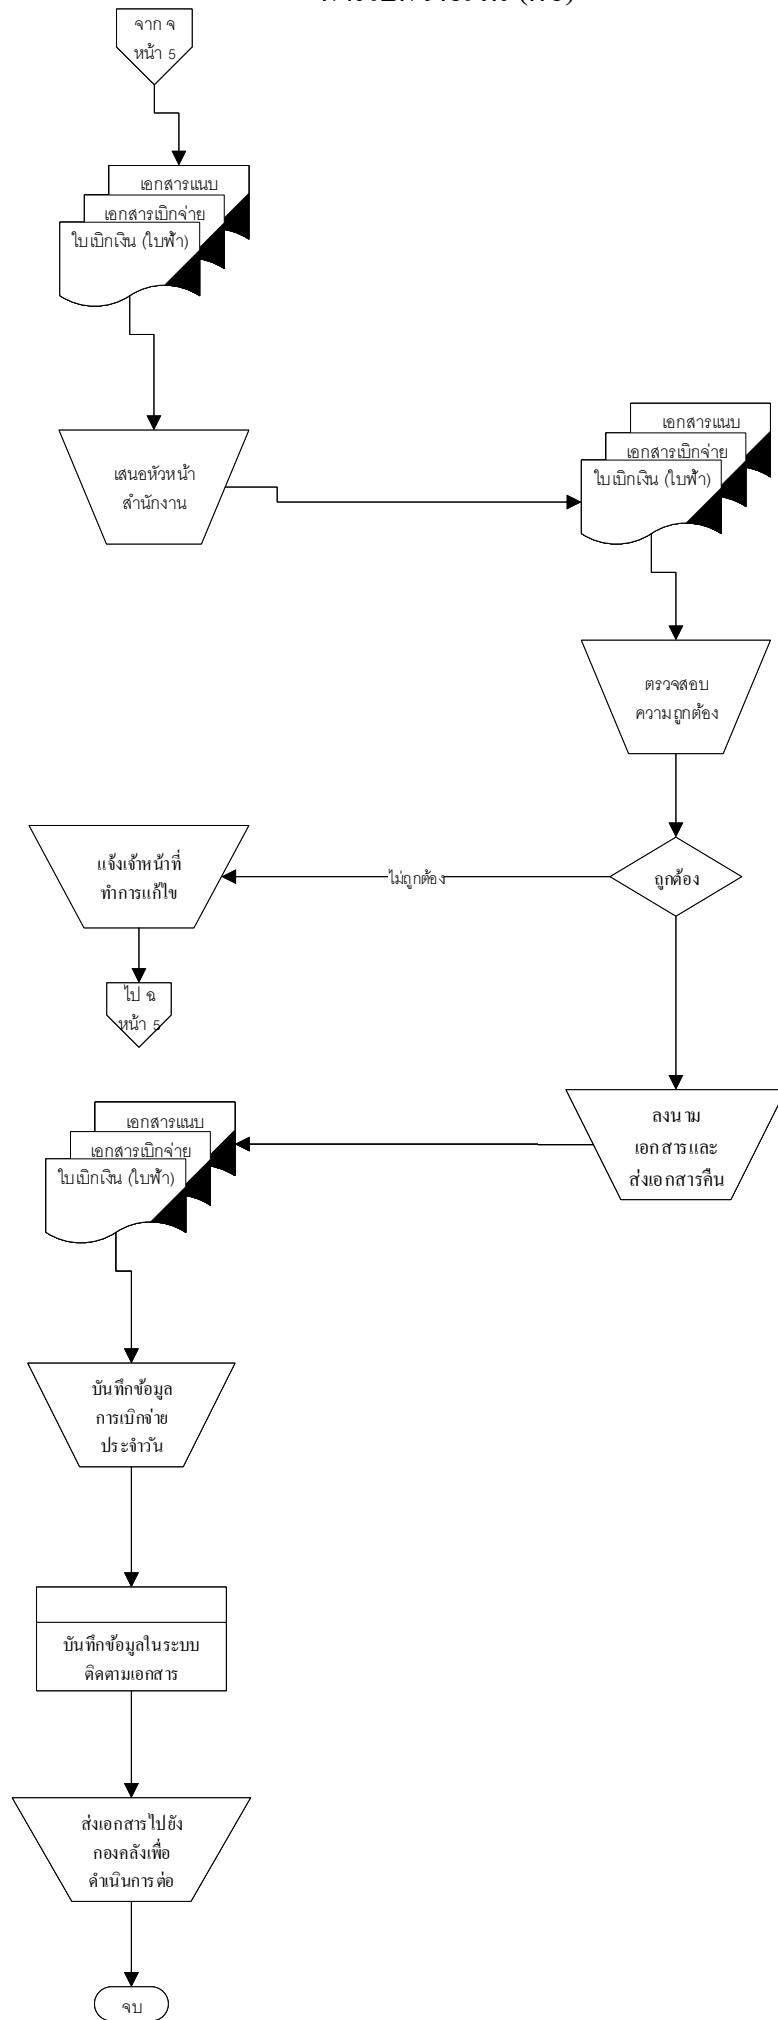 จาก จ
หน้า 5
เอกสารแนบ
เอกสารเบิกจ่าย
ใบเบิกเงิน (ใบฟ้า)
เสนอหัวหน้า
สำนักงาน
เอกสารแนบ
เอกสารเบิกจ่าย
ใบเบิกเงิน (ใบฟ้า)
ตรวจสอบ
ความถูกต้อง
แจ้งเจ้าหน้าที่
ทำการแก้ไข
ไม่ถูกต้อง
ถูกต้อง
ไป ฉ
หน้า 5
ลงนาม
เอกสารและ
ส่งเอกสารคืน
เอกสารแนบ
เอกสารเบิกจ่าย
ใบเบิกเงิน (ใบฟ้า)
บันทึกข้อมูล
การเบิกจ่าย
ประจำวัน
บันทึกข้อมูลในระบบ
ติดตามเอกสาร
ส่งเอกสารไปยัง
กองคลังเพื่อ
ดำเนินการต่อ
จบ